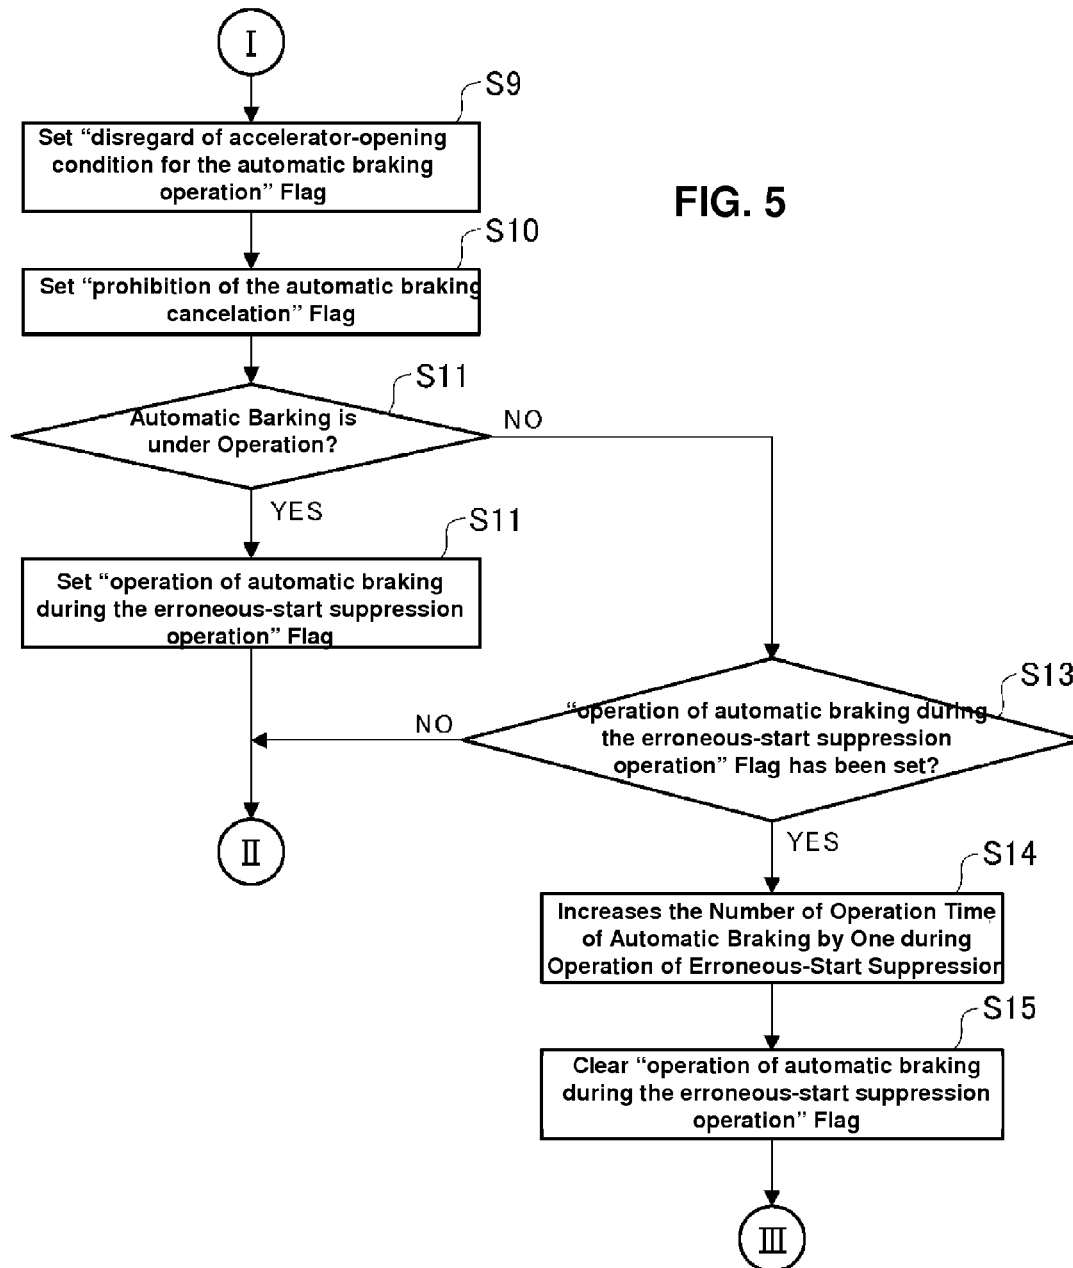 I
S9
Set “disregard of accelerator-opening
condition for the automatic braking
operation” Flag
FIG. 5
S10
Set “prohibition of the automatic braking
cancelation” Flag
S11
Automatic Barking is
under Operation?
NO
YES
S11
Set “operation of automatic braking
during the erroneous-start suppression
operation” Flag
S13
“operation of automatic braking during
the erroneous-start suppression
operation” Flag has been set?
NO
YES
II
S14
Increases the Number of Operation Time
of Automatic Braking by One during
Operation of Erroneous-Start Suppression
S15
Clear “operation of automatic braking
during the erroneous-start suppression
operation” Flag
III